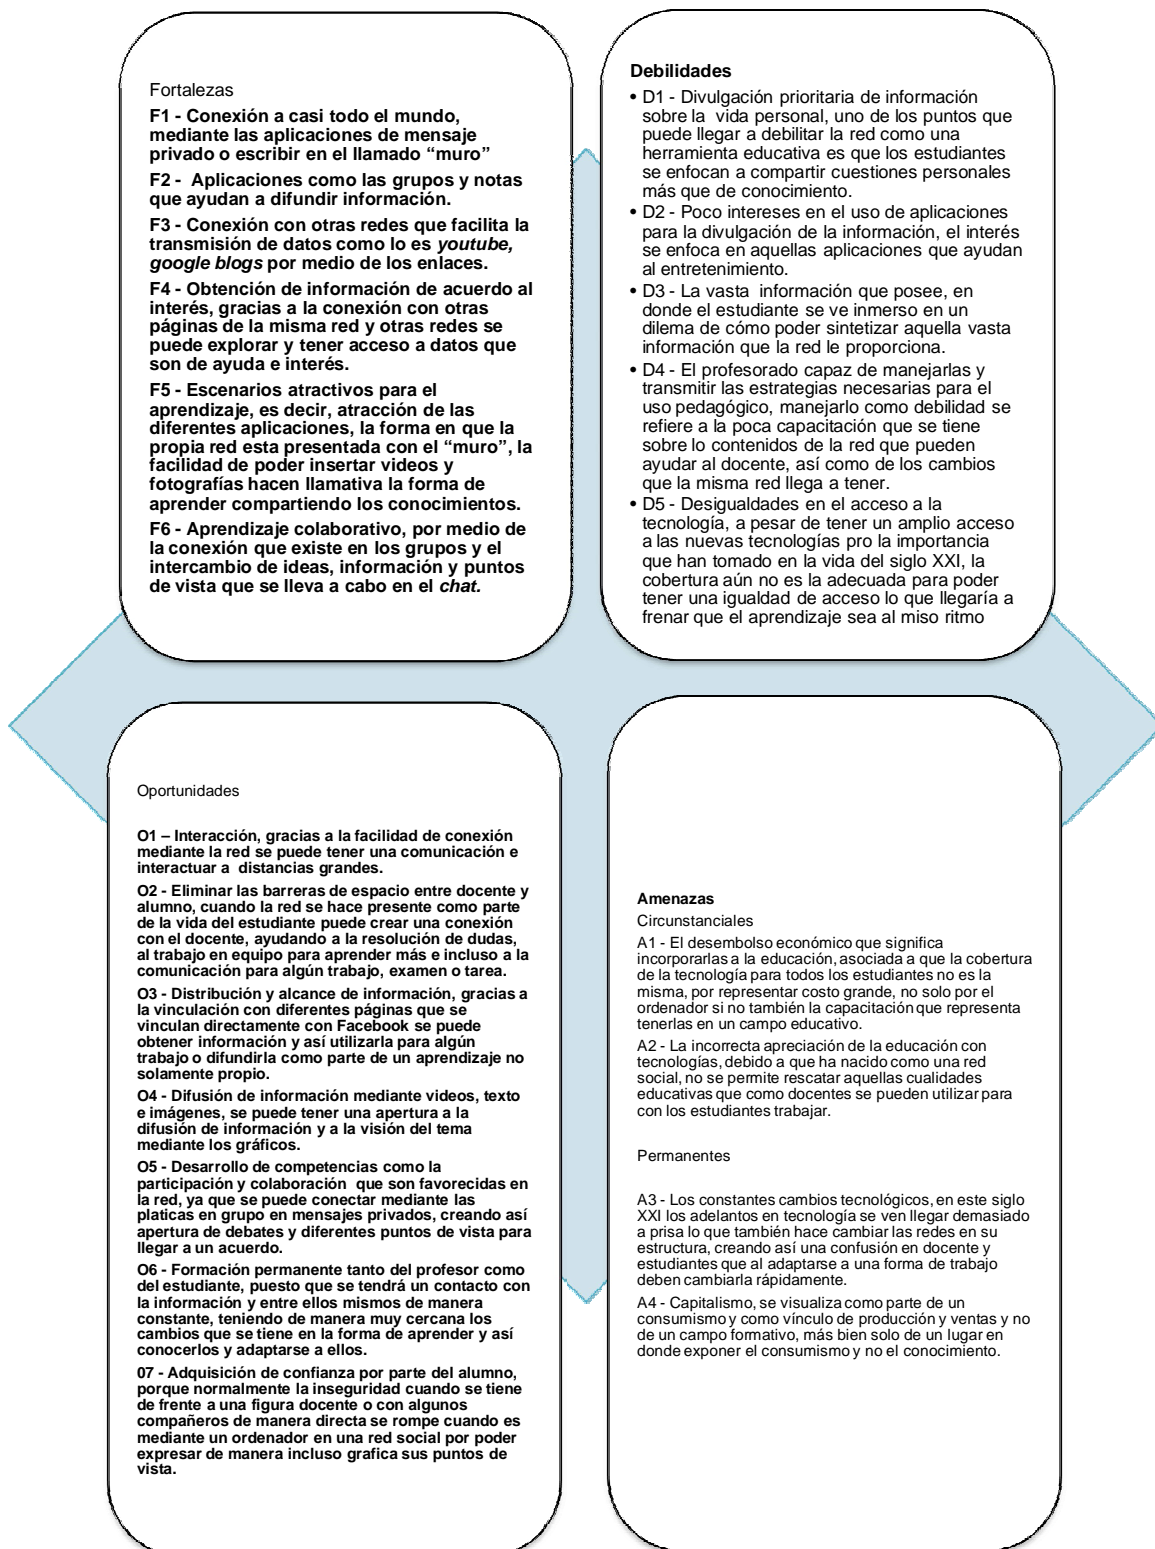 Fortalezas
F1 - Conexión a casi todo el mundo,
mediante las aplicaciones de mensaje
privado o escribir en el llamado “muro”
F2 - Aplicaciones como las grupos y notas
que ayudan a difundir información.
F3 - Conexión con otras redes que facilita la
transmisión de datos como lo es youtube,
google blogs por medio de los enlaces.
F4 - Obtención de información de acuerdo al
interés, gracias a la conexión con otras
páginas de la misma red y otras redes se
puede explorar y tener acceso a datos que
son de ayuda e interés.
F5 - Escenarios atractivos para el
aprendizaje, es decir, atracción de las
diferentes aplicaciones, la forma en que la
propia red esta presentada con el “muro”, la
facilidad de poder insertar videos y
fotografías hacen llamativa la forma de
aprender compartiendo los conocimientos.
F6 - Aprendizaje colaborativo, por medio de
la conexión que existe en los grupos y el
intercambio de ideas, información y puntos
de vista que se lleva a cabo en el chat.
Debilidades
• D1 - Divulgación prioritaria de información
sobre la vida personal, uno de los puntos que
puede llegar a debilitar la red como una
herramienta educativa es que los estudiantes
se enfocan a compartir cuestiones personales
más que de conocimiento.
• D2 - Poco intereses en el uso de aplicaciones
para la divulgación de la información, el interés
se enfoca en aquellas aplicaciones que ayudan
al entretenimiento.
• D3 - La vasta información que posee, en
donde el estudiante se ve inmerso en un
dilema de cómo poder sintetizar aquella vasta
información que la red le proporciona.
• D4 - El profesorado capaz de manejarlas y
transmitir las estrategias necesarias para el
uso pedagógico, manejarlo como debilidad se
refiere a la poca capacitación que se tiene
sobre lo contenidos de la red que pueden
ayudar al docente, así como de los cambios
que la misma red llega a tener.
• D5 - Desigualdades en el acceso a la
tecnología, a pesar de tener un amplio acceso
a las nuevas tecnologías pro la importancia
que han tomado en la vida del siglo XXI, la
cobertura aún no es la adecuada para poder
tener una igualdad de acceso lo que llegaría a
frenar que el aprendizaje sea al miso ritmo
Oportunidades
O1 – Interacción, gracias a la facilidad de conexión
mediante la red se puede tener una comunicación e
interactuar a distancias grandes.
O2 - Eliminar las barreras de espacio entre docente y
alumno, cuando la red se hace presente como parte
de la vida del estudiante puede crear una conexión
con el docente, ayudando a la resolución de dudas,
al trabajo en equipo para aprender más e incluso a la
comunicación para algún trabajo, examen o tarea.
O3 - Distribución y alcance de información, gracias a
la vinculación con diferentes páginas que se
vinculan directamente con Facebook se puede
obtener información y así utilizarla para algún
trabajo o difundirla como parte de un aprendizaje no
solamente propio.
O4 - Difusión de información mediante videos, texto
e imágenes, se puede tener una apertura a la
difusión de información y a la visión del tema
mediante los gráficos.
O5 - Desarrollo de competencias como la
participación y colaboración que son favorecidas en
la red, ya que se puede conectar mediante las
platicas en grupo en mensajes privados, creando así
apertura de debates y diferentes puntos de vista para
llegar a un acuerdo.
O6 - Formación permanente tanto del profesor como
del estudiante, puesto que se tendrá un contacto con
la información y entre ellos mismos de manera
constante, teniendo de manera muy cercana los
cambios que se tiene en la forma de aprender y así
conocerlos y adaptarse a ellos.
07 - Adquisición de confianza por parte del alumno,
porque normalmente la inseguridad cuando se tiene
de frente a una figura docente o con algunos
compañeros de manera directa se rompe cuando es
mediante un ordenador en una red social por poder
expresar de manera incluso grafica sus puntos de
vista.
Amenazas
Circunstanciales
A1 - El desembolso económico que significa
incorporarlas a la educación, asociada a que la cobertura
de la tecnología para todos los estudiantes no es la
misma, por representar costo grande, no solo por el
ordenador si no también la capacitación que representa
tenerlas en un campo educativo.
A2 - La incorrecta apreciación de la educación con
tecnologías, debido a que ha nacido como una red
social, no se permite rescatar aquellas cualidades
educativas que como docentes se pueden utilizar para
con los estudiantes trabajar.
Permanentes
A3 - Los constantes cambios tecnológicos, en este siglo
XXI los adelantos en tecnología se ven llegar demasiado
a prisa lo que también hace cambiar las redes en su
estructura, creando así una confusión en docente y
estudiantes que al adaptarse a una forma de trabajo
deben cambiarla rápidamente.
A4 - Capitalismo, se visualiza como parte de un
consumismo y como vínculo de producción y ventas y no
de un campo formativo, más bien solo de un lugar en
donde exponer el consumismo y no el conocimiento.